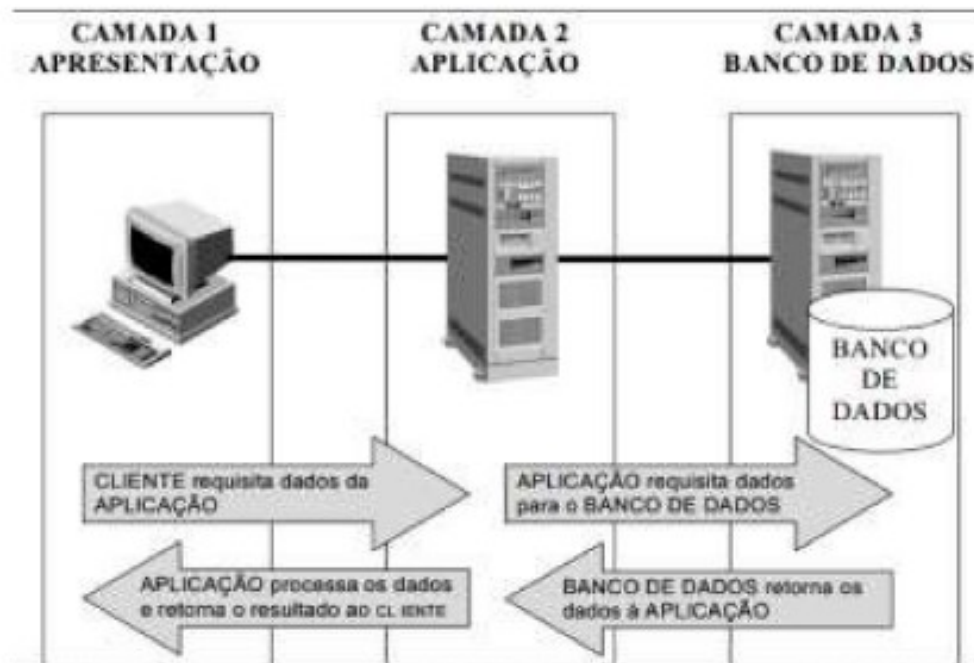 CAMADA 1
APRESENTAÇÃO
CAMADA 2
APLICAÇÃO
CAMADA 3
BANCO DE DADOS
BANCO
DE
DADOS
CLIENTE requisita dados da
APLICAÇÃO
APLICAÇÃO requisita dados
para o BANCO DE DADOS
APLICAÇÃO processa os dados
e retorna o resultado ao CLIENTE
BANCO DE DADOS retorna os
dados à APLICAÇÃO